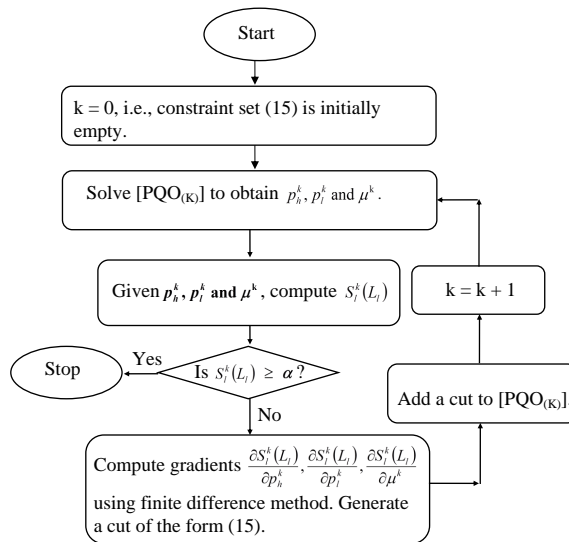 Start
k = 0, i.e., constraint set (15) is initially
empty.
Solve [PQO(K)] to obtain p_h^k, p_l^k and μ^k.
Given p_h^k, p_l^k and μ^k, compute S_l^k(L_l)
k = k + 1
Yes
Stop
Is S_l^k(L_l) ≥ α?
Add a cut to [PQO(K)].
No
Compute gradients ∂S_l^k(L_l)/∂p_h^k, ∂S_l^k(L_l)/∂p_l^k, ∂S_l^k(L_l)/∂μ^k
using finite difference method. Generate
a cut of the form (15).